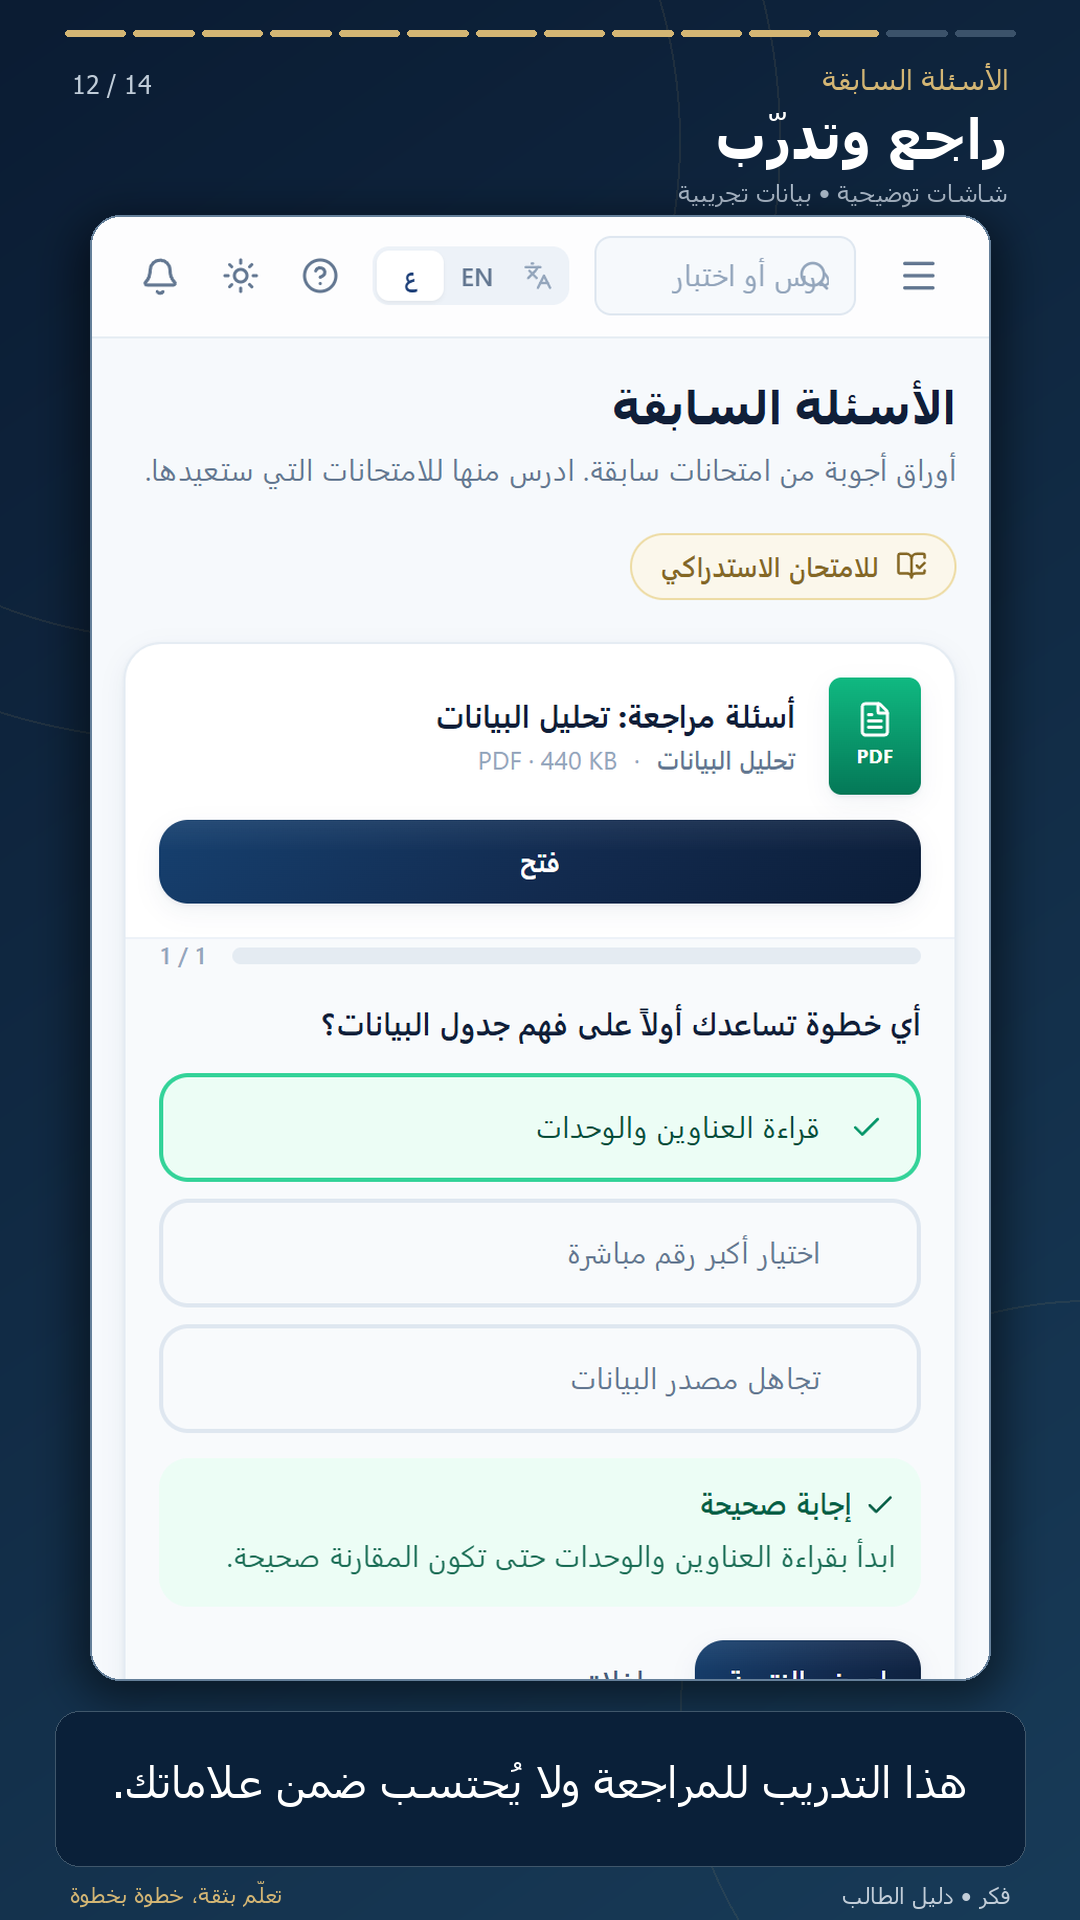 12 / 14
الأسئلة السابقة
راجع وتدرّب
شاشات توضيحية • بيانات تجريبية
أو اختبار
EN
ع
الأسئلة السابقة
أوراق أجوبة من امتحانات سابقة. ادرس منها للامتحانات التي ستعيدها.
للامتحان الاستدراكي
أسئلة مراجعة: تحليل البيانات
PDF
تحليل البيانات · PDF · 440 KB
فتح
1 / 1
أي خطوة تساعدك أولاً على فهم جدول البيانات؟
قراءة العناوين والوحدات
اختيار أكبر رقم مباشرة
تجاهل مصدر البيانات
إجابة صحيحة
ابدأ بقراءة العناوين والوحدات حتى تكون المقارنة صحيحة.
هذا التدريب للمراجعة ولا يُحتسب ضمن علاماتك.
فكر • دليل الطالب
تعلّم بثقة، خطوة بخطوة